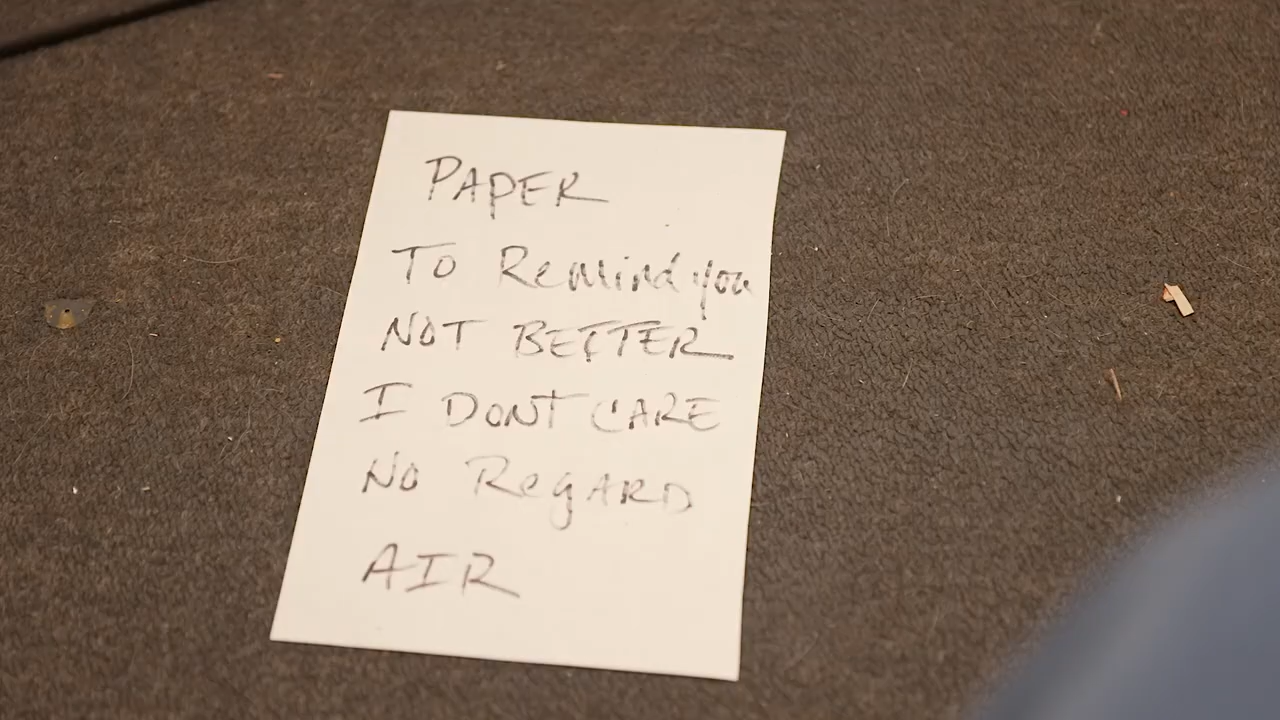 PAPER
To Remind you
NOT BETTER
I DONT CARE
No RegARD
AIR